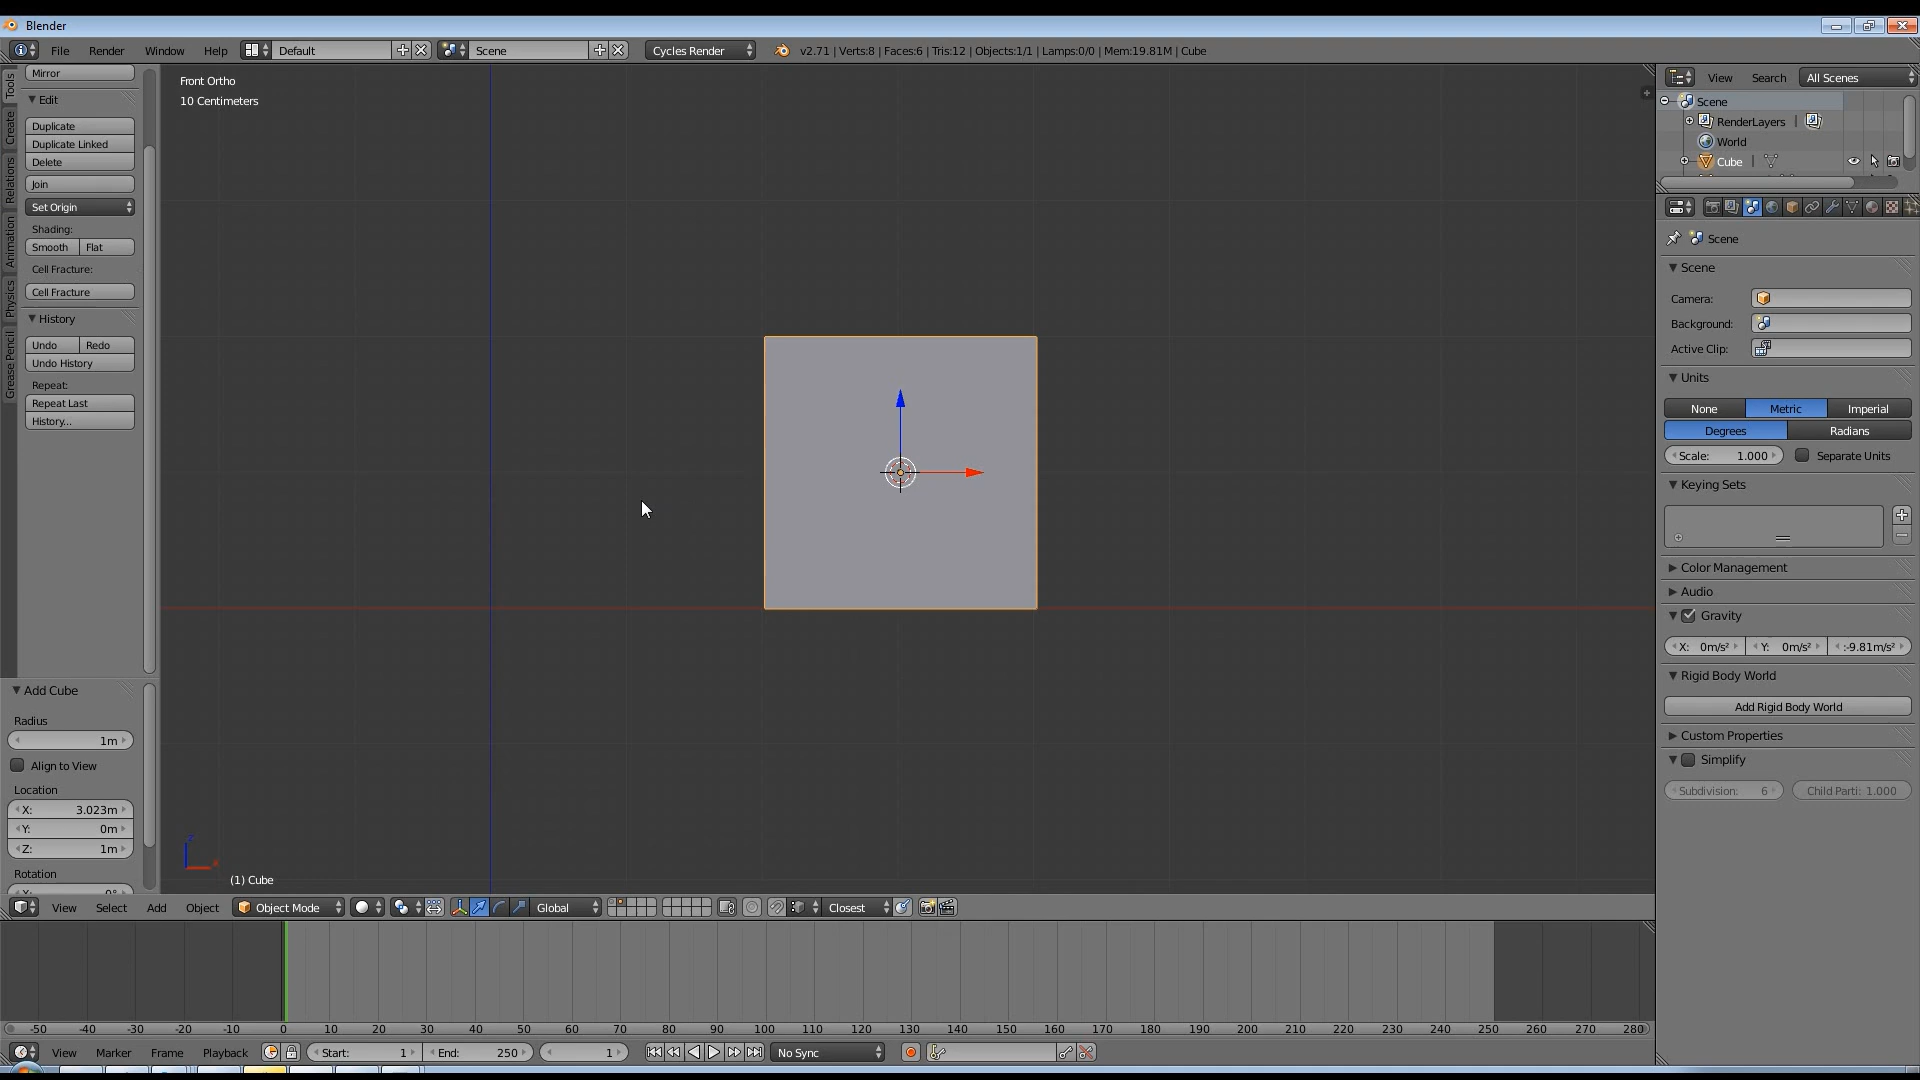 Blender
File Render Window Help Default Scene Cycles Render v2.71 | Verts:8 | Faces:6 | Tris:12 | Objects:1/1 | Lamps:0/0 | Mem:19.81M | Cube
Tools
Create
Relations
Animation
Physics
Grease Pencil
Mirror
Edit
Duplicate
Duplicate Linked
Delete
Join
Set Origin
Shading:
Smooth Flat
Cell Fracture:
Cell Fracture
History
Undo Redo
Undo History
Repeat:
Repeat Last
History...
Add Cube
Radius
1m
Align to View
Location
X: 3.023m
Y: 0m
Z: 1m
Rotation
X: 0°
Front Ortho
10 Centimeters
z
x
(1) Cube
View Select Add Object Object Mode Global Closest
-50 -40 -30 -20 -10 0 10 20 30 40 50 60 70 80 90 100 110 120 130 140 150 160 170 180 190 200 210 220 230 240 250 260 270 280
View Marker Frame Playback Start: 1 End: 250 1 No Sync
View Search All Scenes
Scene
RenderLayers |
World
Cube |
Scene
Scene
Camera:
Background:
Active Clip:
Units
None Metric Imperial
Degrees Radians
Scale: 1.000 Separate Units
Keying Sets
Color Management
Audio
Gravity
X: 0m/s² Y: 0m/s² :-9.81m/s²
Rigid Body World
Add Rigid Body World
Custom Properties
Simplify
Subdivision: 6 Child Parti: 1.000